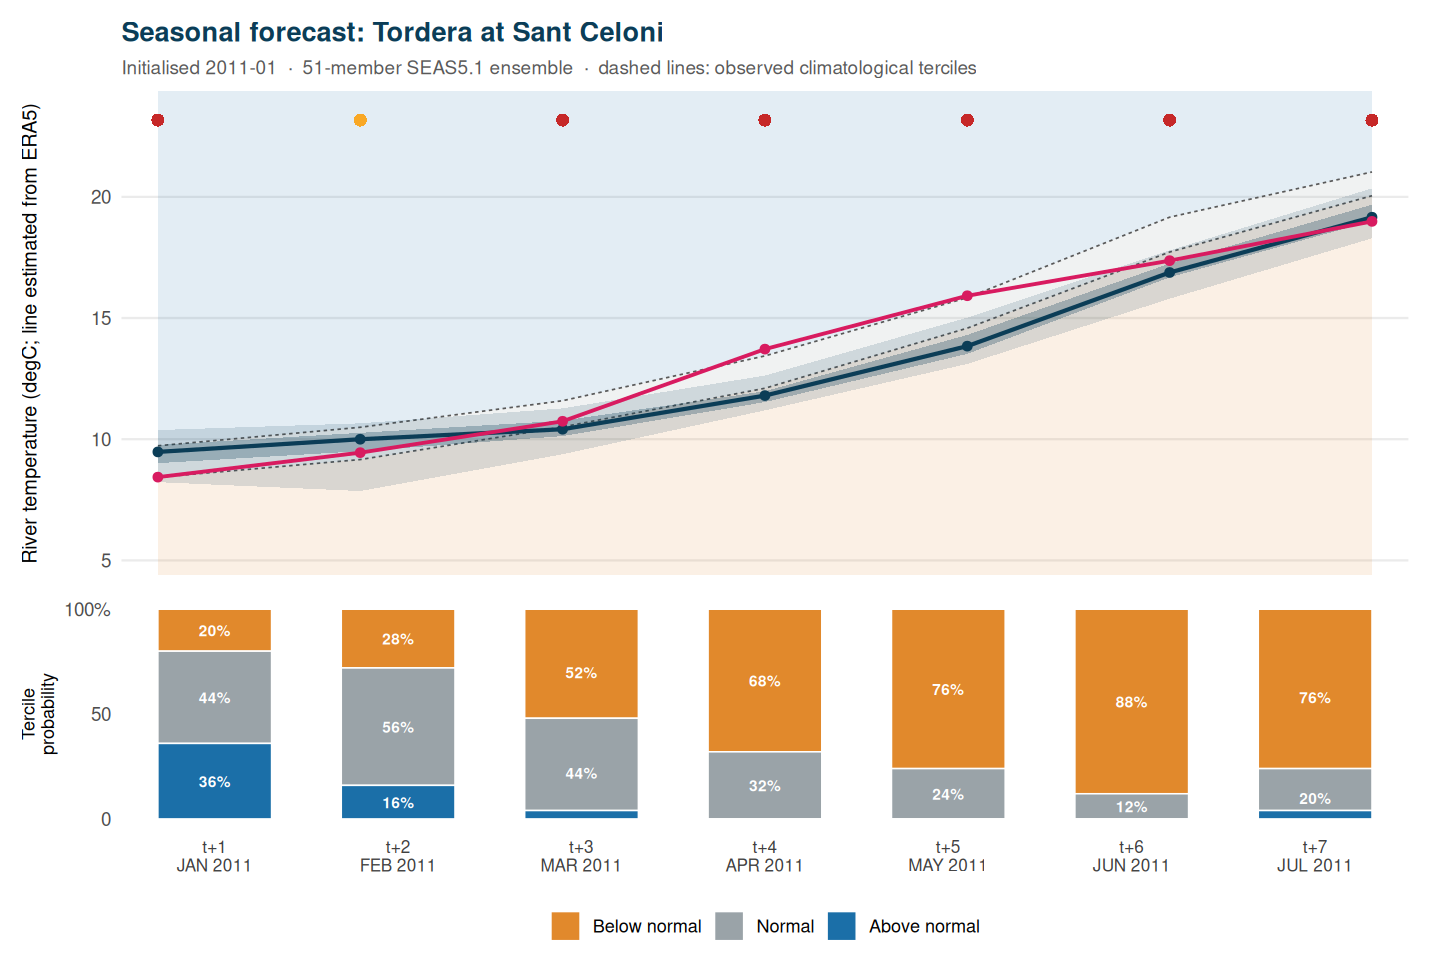 Seasonal forecast: Tordera at Sant Celoni
Initialised 2011-01 · 51-member SEAS5.1 ensemble · dashed lines: observed climatological terciles
River temperature (degC; line estimated from ERA5)
20
15
10
5
Tercile
probability
100%
50
0
20%
44%
36%
28%
56%
16%
52%
44%
68%
32%
76%
24%
88%
12%
76%
20%
t+1
JAN 2011
t+2
FEB 2011
t+3
MAR 2011
t+4
APR 2011
t+5
MAY 2011
t+6
JUN 2011
t+7
JUL 2011
Below normal
Normal
Above normal